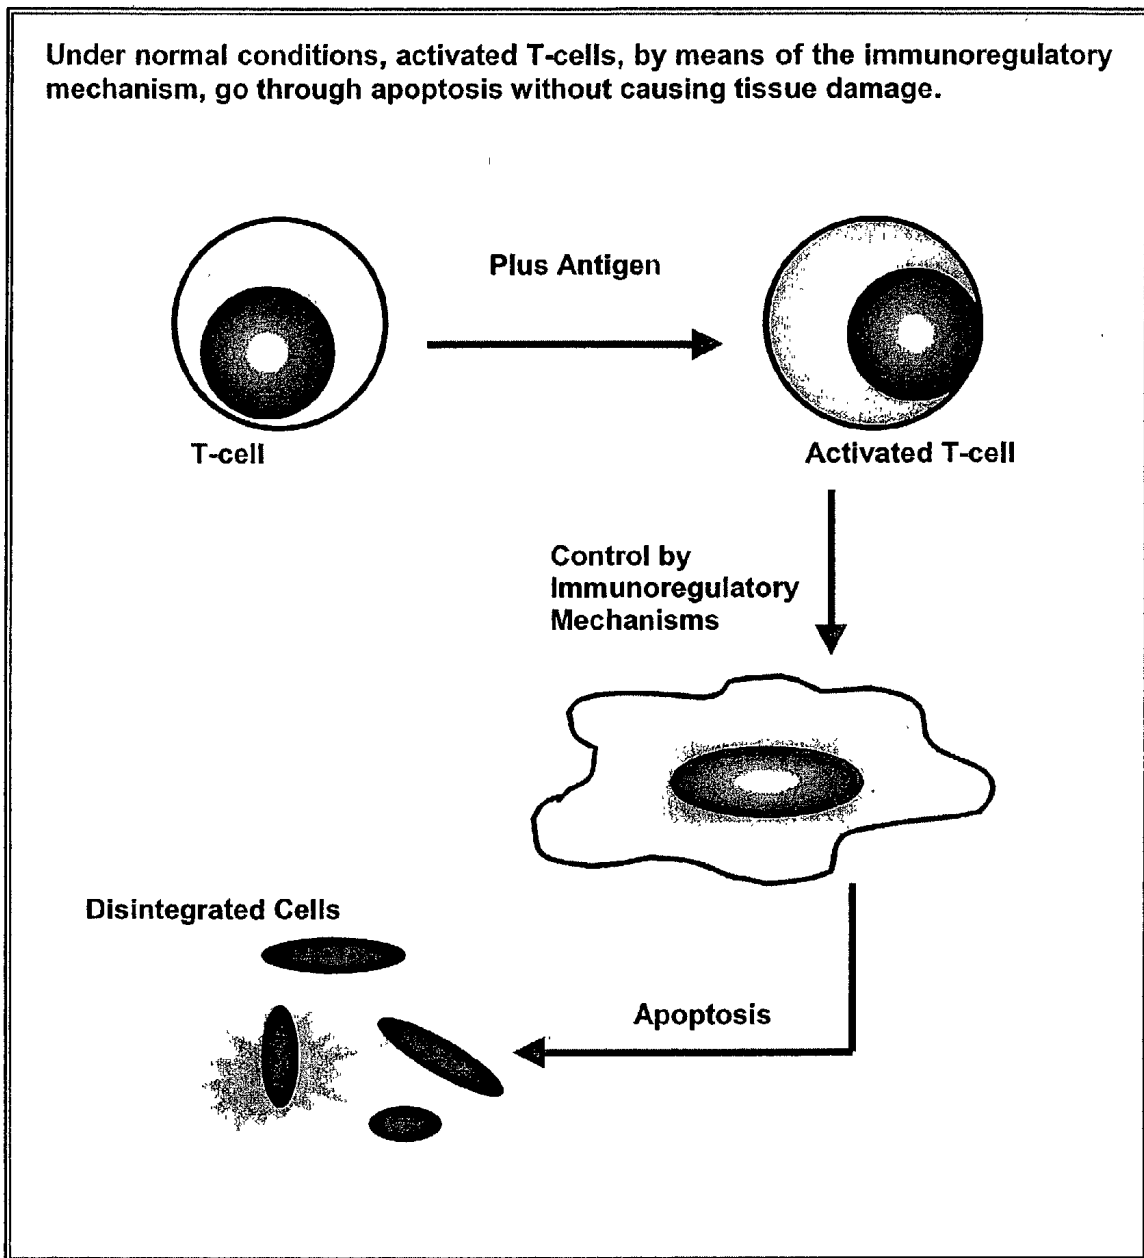 Under normal conditions, activated T-cells, by means of the immunoregulatory
mechanism, go through apoptosis without causing tissue damage.
Plus Antigen
T-cell
Activated T-cell
Control by
Immunoregulatory
Mechanisms
Disintegrated Cells
Apoptosis